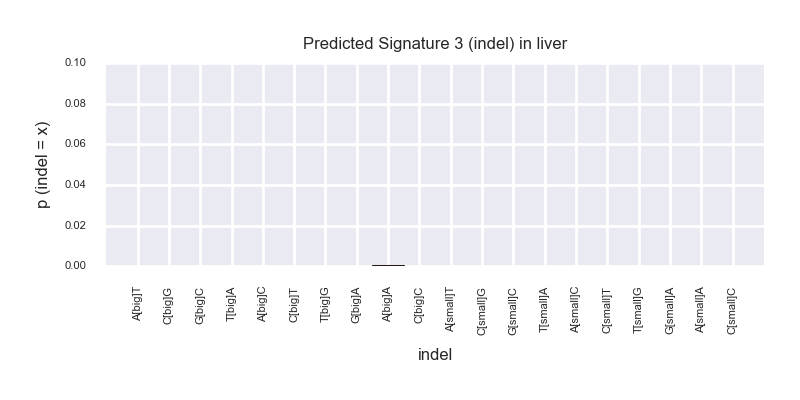 Predicted Signature 3 (indel) in liver
0.10
0.08
0.06
0.04
0.02
0.00
p (indel = x)
A[big]T
C[big]G
G[big]C
T[big]A
A[big]C
C[big]T
T[big]G
G[big]A
A[big]A
C[big]C
A[small]T
C[small]G
G[small]C
T[small]A
A[small]C
C[small]T
T[small]G
G[small]A
A[small]A
C[small]C
indel